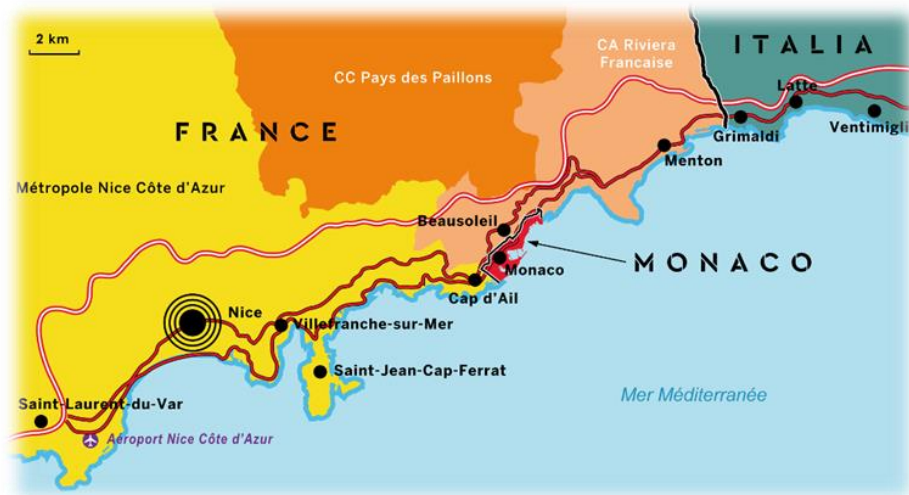 2 km
ITALIA
CA Riviera
Francaise
CC Pays des Paillons
Latte
FRANCE
Grimaldi
Ventimigli
Menton
Métropole Nice Côte d'Azur
Beausoleil
MONACO
Monaco
Cap d'Ail
Nice
Villefranche-sur-Mer
Saint-Jean-Cap-Ferrat
Mer Méditerranée
Saint-Laurent-du-Var
Aéroport Nice Côte d'Azur